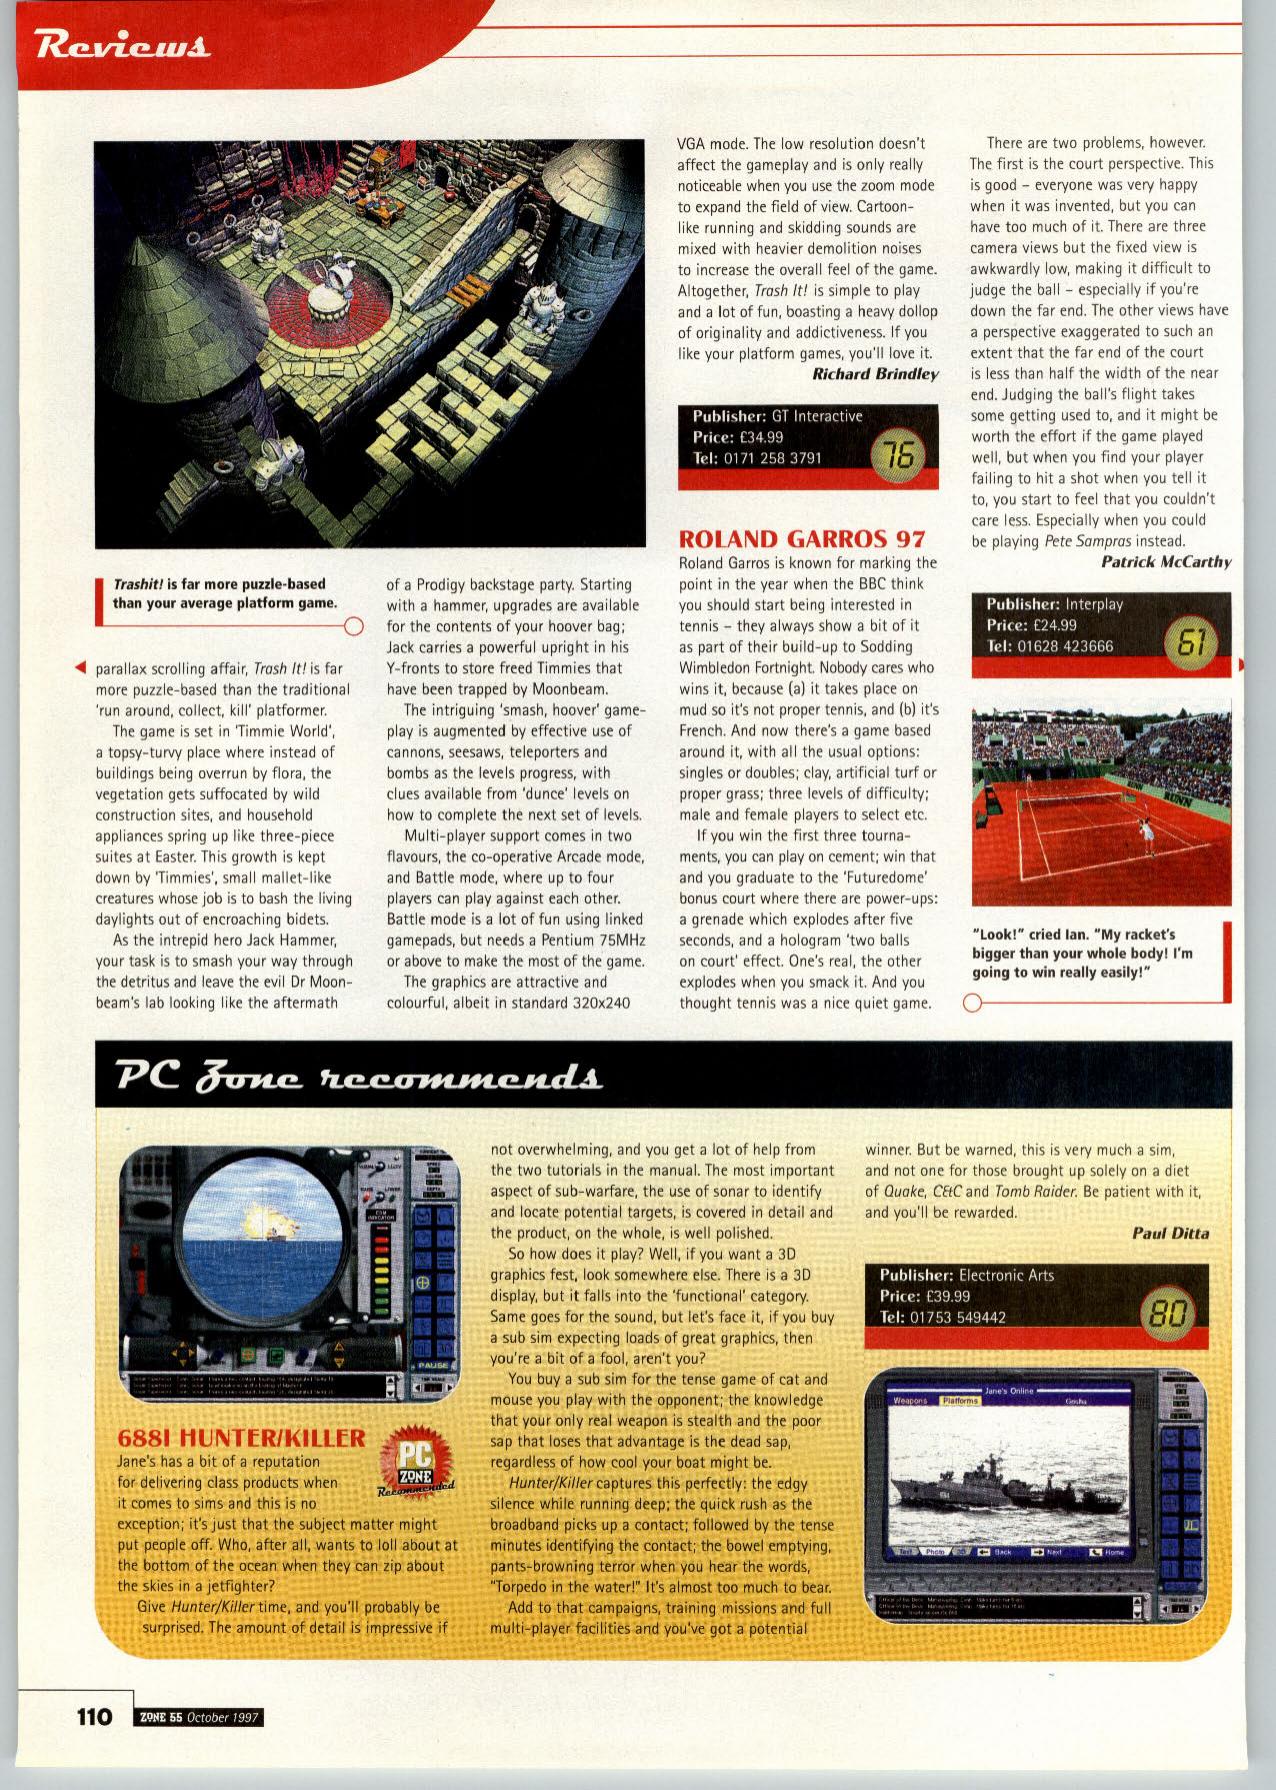 Reviews
Trashit! is far more puzzle-based
than your average platform game.
parallax scrolling affair, Trash It! is far
more puzzle-based than the traditional
'run around, collect, kill' platformer.
The game is set in 'Timmie World',
a topsy-turvy place where instead of
buildings being overrun by flora, the
vegetation gets suffocated by wild
construction sites, and household
appliances spring up like three-piece
suites at Easter. This growth is kept
down by 'Timmies', small mallet-like
creatures whose job is to bash the living
daylights out of encroaching bidets.
As the intrepid hero Jack Hammer,
your task is to smash your way through
the detritus and leave the evil Dr Moon-
beam's lab looking like the aftermath
of a Prodigy backstage party. Starting
with a hammer, upgrades are available
for the contents of your hoover bag;
Jack carries a powerful upright in his
Y-fronts to store freed Timmies that
have been trapped by Moonbeam.
The intriguing 'smash, hoover' game-
play is augmented by effective use of
cannons, seesaws, teleporters and
bombs as the levels progress, with
clues available from 'dunce' levels on
how to complete the next set of levels.
Multi-player support comes in two
flavours, the co-operative Arcade mode,
and Battle mode, where up to four
players can play against each other.
Battle mode is a lot of fun using linked
gamepads, but needs a Pentium 75MHz
or above to make the most of the game.
The graphics are attractive and
colourful, albeit in standard 320x240
VGA mode. The low resolution doesn't
affect the gameplay and is only really
noticeable when you use the zoom mode
to expand the field of view. Cartoon-
like running and skidding sounds are
mixed with heavier demolition noises
to increase the overall feel of the game.
Altogether, Trash It! is simple to play
and a lot of fun, boasting a heavy dollop
of originality and addictiveness. If you
like your platform games, you'll love it.
Richard Brindley
Publisher: GT Interactive
Price: £34.99
Tel: 0171 258 3791
76
ROLAND GARROS 97
Roland Garros is known for marking the
point in the year when the BBC think
you should start being interested in
tennis – they always show a bit of it
as part of their build-up to Sodding
Wimbledon Fortnight. Nobody cares who
wins it, because (a) it takes place on
mud so it's not proper tennis, and (b) it's
French. And now there's a game based
around it, with all the usual options:
singles or doubles; clay, artificial turf or
proper grass; three levels of difficulty;
male and female players to select etc.
If you win the first three tourna-
ments, you can play on cement; win that
and you graduate to the 'Futuredome'
bonus court where there are power-ups:
a grenade which explodes after five
seconds, and a hologram 'two balls
on court' effect. One's real, the other
explodes when you smack it. And you
thought tennis was a nice quiet game.
There are two problems, however.
The first is the court perspective. This
is good – everyone was very happy
when it was invented, but you can
have too much of it. There are three
camera views but the fixed view is
awkwardly low, making it difficult to
judge the ball – especially if you're
down the far end. The other views have
a perspective exaggerated to such an
extent that the far end of the court
is less than half the width of the near
end. Judging the ball's flight takes
some getting used to, and it might be
worth the effort if the game played
well, but when you find your player
failing to hit a shot when you tell it
to, you start to feel that you couldn't
care less. Especially when you could
be playing Pete Sampras instead.
Patrick McCarthy
Publisher: Interplay
Price: £24.99
Tel: 01628 423666
61
"Look!" cried Ian. "My racket's
bigger than your whole body! I'm
going to win really easily!"
PC Zone recommends
PAUSE
688I HUNTER/KILLER
PC
ZONE
Recommended
Jane's has a bit of a reputation
for delivering class products when
it comes to sims and this is no
exception; it's just that the subject matter might
put people off. Who, after all, wants to loll about at
the bottom of the ocean when they can zip about
the skies in a jetfighter?
Give Hunter/Killer time, and you'll probably be
surprised. The amount of detail is impressive if
not overwhelming, and you get a lot of help from
the two tutorials in the manual. The most important
aspect of sub-warfare, the use of sonar to identify
and locate potential targets, is covered in detail and
the product, on the whole, is well polished.
So how does it play? Well, if you want a 3D
graphics fest, look somewhere else. There is a 3D
display, but it falls into the 'functional' category.
Same goes for the sound, but let's face it, if you buy
a sub sim expecting loads of great graphics, then
you're a bit of a fool, aren't you?
You buy a sub sim for the tense game of cat and
mouse you play with the opponent; the knowledge
that your only real weapon is stealth and the poor
sap that loses that advantage is the dead sap,
regardless of how cool your boat might be.
Hunter/Killer captures this perfectly: the edgy
silence while running deep; the quick rush as the
broadband picks up a contact; followed by the tense
minutes identifying the contact; the bowel emptying,
pants-browning terror when you hear the words,
"Torpedo in the water!" It's almost too much to bear.
Add to that campaigns, training missions and full
multi-player facilities and you've got a potential
winner. But be warned, this is very much a sim,
and not one for those brought up solely on a diet
of Quake, C&C and Tomb Raider. Be patient with it,
and you'll be rewarded.
Paul Ditta
Publisher: Electronic Arts
Price: £39.99
Tel: 01753 549442
80
Jane's Online
Weapons Platforms Grisha
Text Photo 3D Back Next Home
110
ZONE 55 October 1997